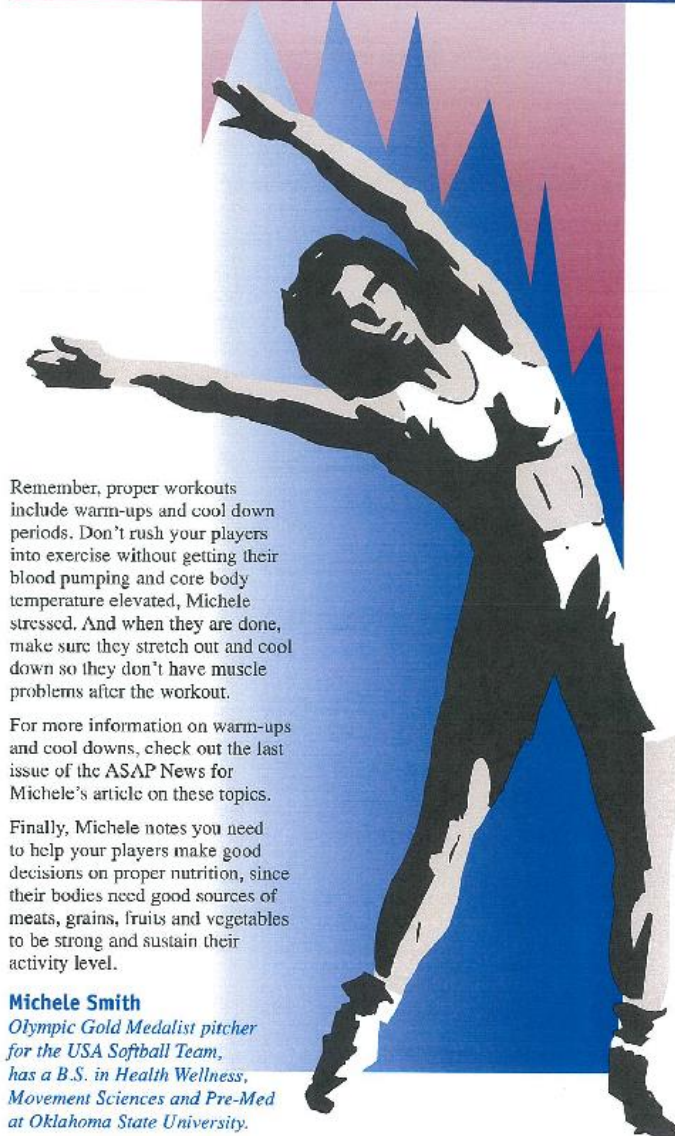 Remember, proper workouts
include warm-ups and cool down
periods. Don't rush your players
into exercise without getting their
blood pumping and core body
temperature elevated, Michele
stressed. And when they are done,
make sure they stretch out and cool
down so they don't have muscle
problems after the workout.
For more information on warm-ups
and cool downs, check out the last
issue of the ASAP News for
Michele's article on these topics.
Finally, Michele notes you need
to help your players make good
decisions on proper nutrition, since
their bodies need good sources of
meats, grains, fruits and vegetables
to be strong and sustain their
activity level.
Michele Smith
Olympic Gold Medalist pitcher
for the USA Softball Team,
has a B.S. in Health Wellness,
Movement Sciences and Pre-Med
at Oklahoma State University.